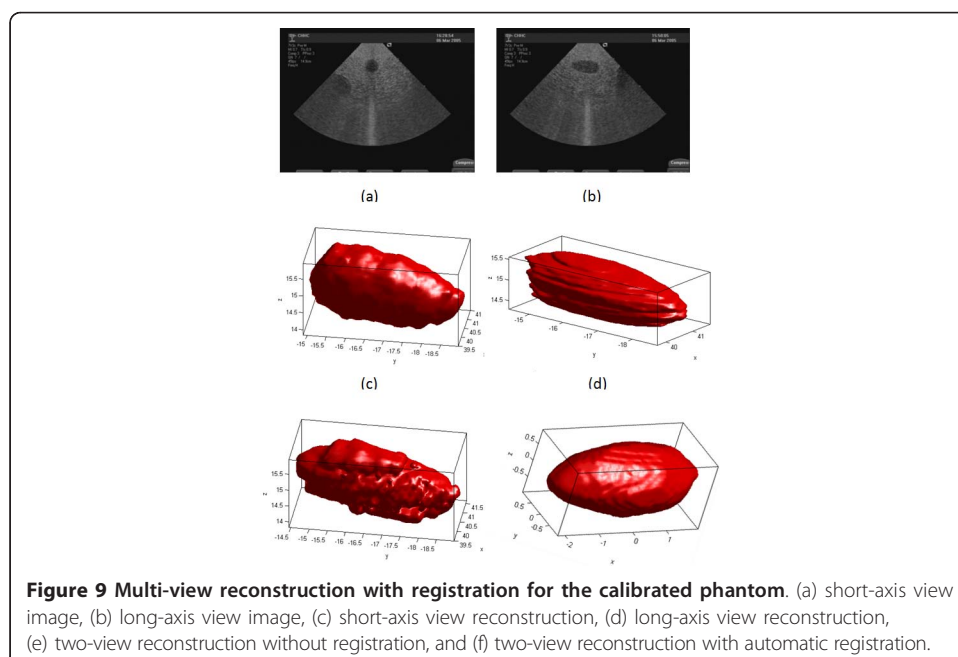 (a)
(b)
z
15.5
15
14.5
14
-15 -15.5 -16 -16.5 -17 -17.5 -18 -18.5
y
41
41
40.5
40
39.5
z
15.5
15
14.5
-15
-16
-17
-18
y
41
40
x
(c)
(d)
z
15.5
15
14.5
14
-14.5 -15 -15.5 -16 -16.5 -17 -17.5 -18 -18.5
y
41.5
41
40.5
40
39.5
x
z
0.5
0
-0.5
0.5
0
-0.5
y
-2
-1
0
1
x
Figure 9 Multi-view reconstruction with registration for the calibrated phantom. (a) short-axis view
image, (b) long-axis view image, (c) short-axis view reconstruction, (d) long-axis view reconstruction,
(e) two-view reconstruction without registration, and (f) two-view reconstruction with automatic registration.